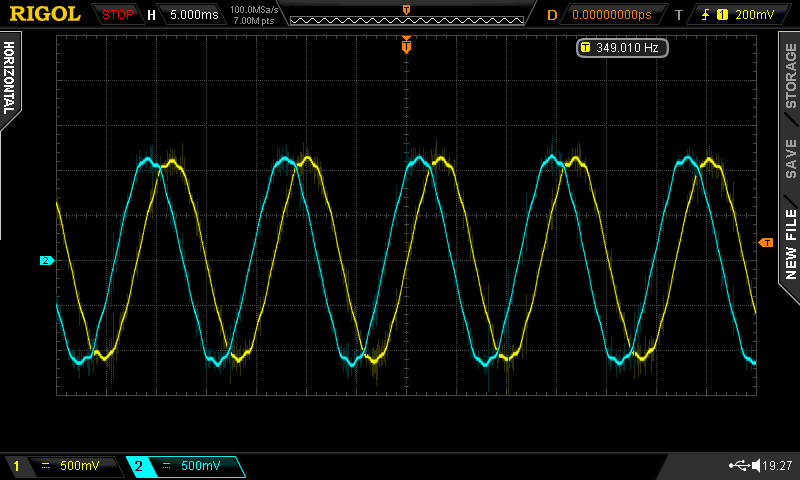 RIGOL STOP H 5.000ms 100.0MSa/s 7.00M pts T D 0.00000000ps T 1 200mV
T
T 349.010 Hz
HORIZONTAL
STORAGE
SAVE
NEW FILE
T
2
1 500mV 2 500mV 19:27